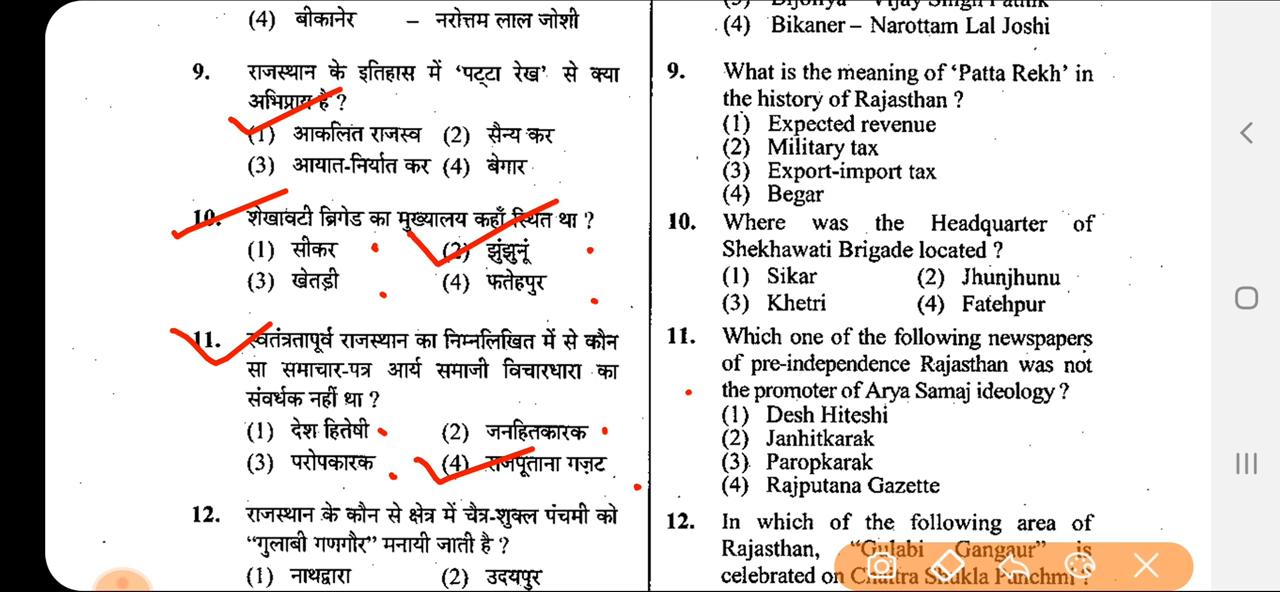 (4) बीकानेर – नरोत्तम लाल जोशी
9. राजस्थान के इतिहास में ‘पट्टा रेख’ से क्या
अभिप्राय है ?
(1) आकलित राजस्व (2) सैन्य कर
(3) आयात-निर्यात कर (4) बेगार
10. शेखावटी ब्रिगेड का मुख्यालय कहाँ स्थित था ?
(1) सीकर (2) झुंझुनूं
(3) खेतड़ी (4) फतेहपुर
11. स्वतंत्रतापूर्व राजस्थान का निम्नलिखित में से कौन
सा समाचार-पत्र आर्य समाजी विचारधारा का
संवर्धक नहीं था ?
(1) देश हितेषी (2) जनहितकारक
(3) परोपकारक (4) राजपूताना गज़ट
12. राजस्थान के कौन से क्षेत्र में चैत्र-शुक्ल पंचमी को
“गुलाबी गणगौर” मनायी जाती है ?
(1) नाथद्वारा (2) उदयपुर
(3) Bijoliya – Vijay Singh Pathik
(4) Bikaner – Narottam Lal Joshi
9. What is the meaning of ‘Patta Rekh’ in
the history of Rajasthan ?
(1) Expected revenue
(2) Military tax
(3) Export-import tax
(4) Begar
10. Where was the Headquarter of
Shekhawati Brigade located ?
(1) Sikar (2) Jhunjhunu
(3) Khetri (4) Fatehpur
11. Which one of the following newspapers
of pre-independence Rajasthan was not
the promoter of Arya Samaj ideology ?
(1) Desh Hiteshi
(2) Janhitkarak
(3) Paropkarak
(4) Rajputana Gazette
12. In which of the following area of
Rajasthan, “Gulabi Gangaur” is
celebrated on Chaitra Shukla Panchmi ?